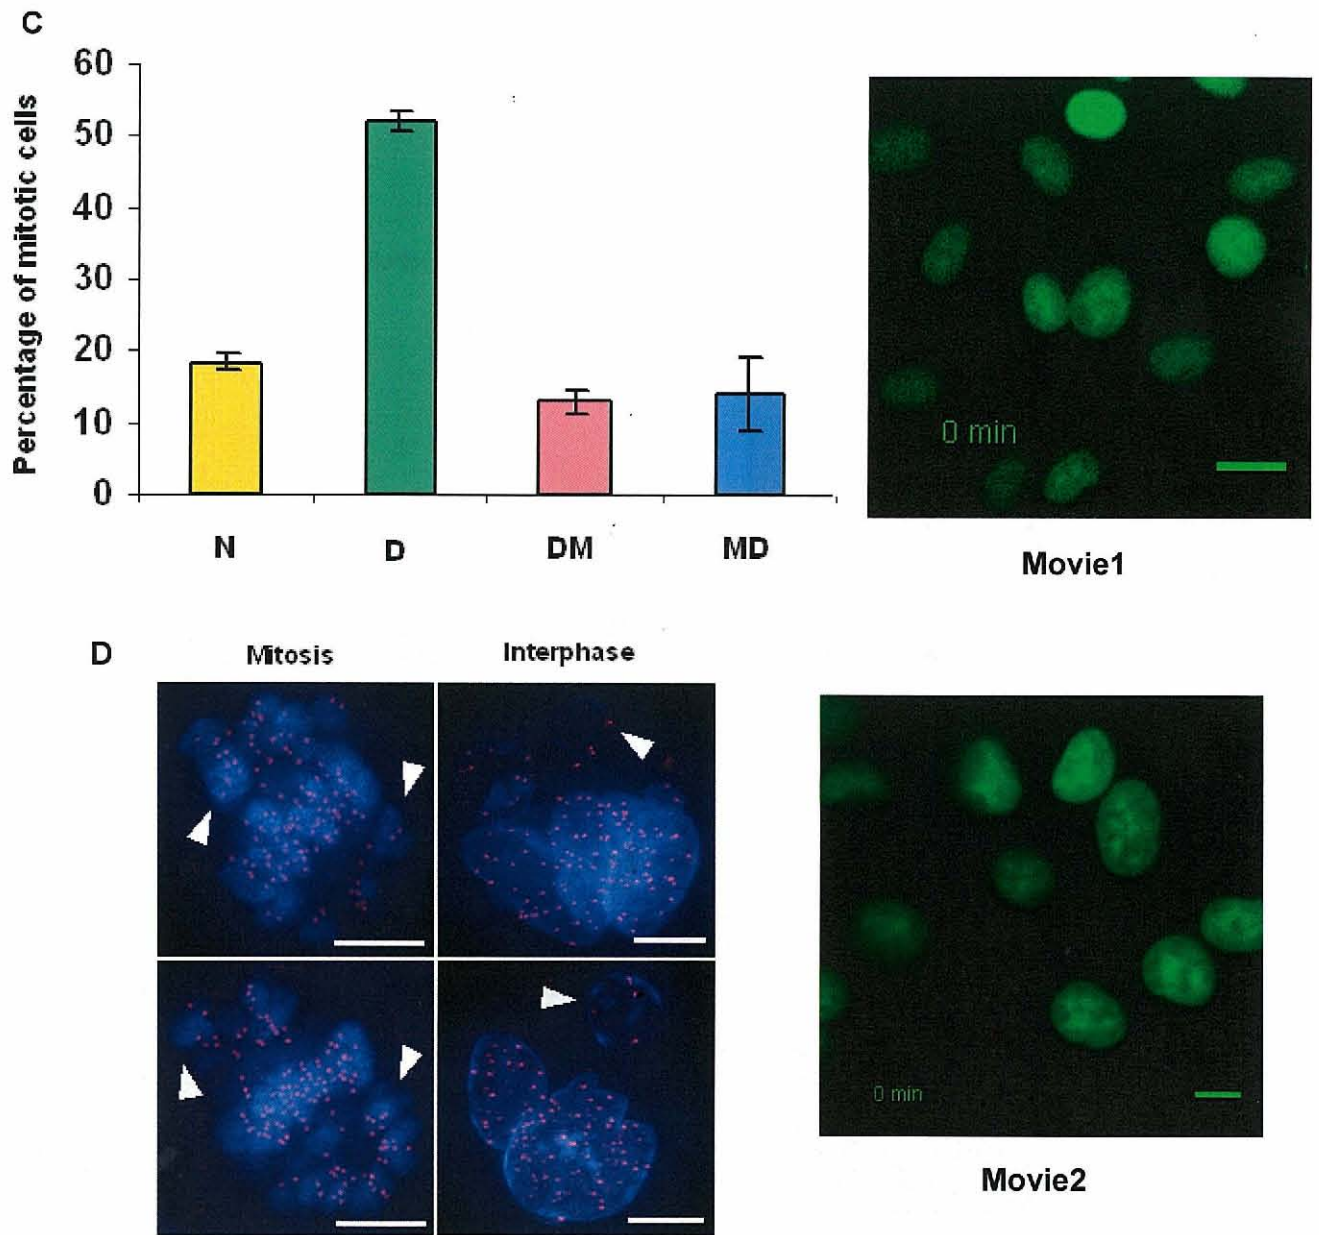 C
Percentage of mitotic cells
60
50
40
30
20
10
0
N D DM MD
0 min
Movie1
D
Mitosis Interphase
0 min
Movie2